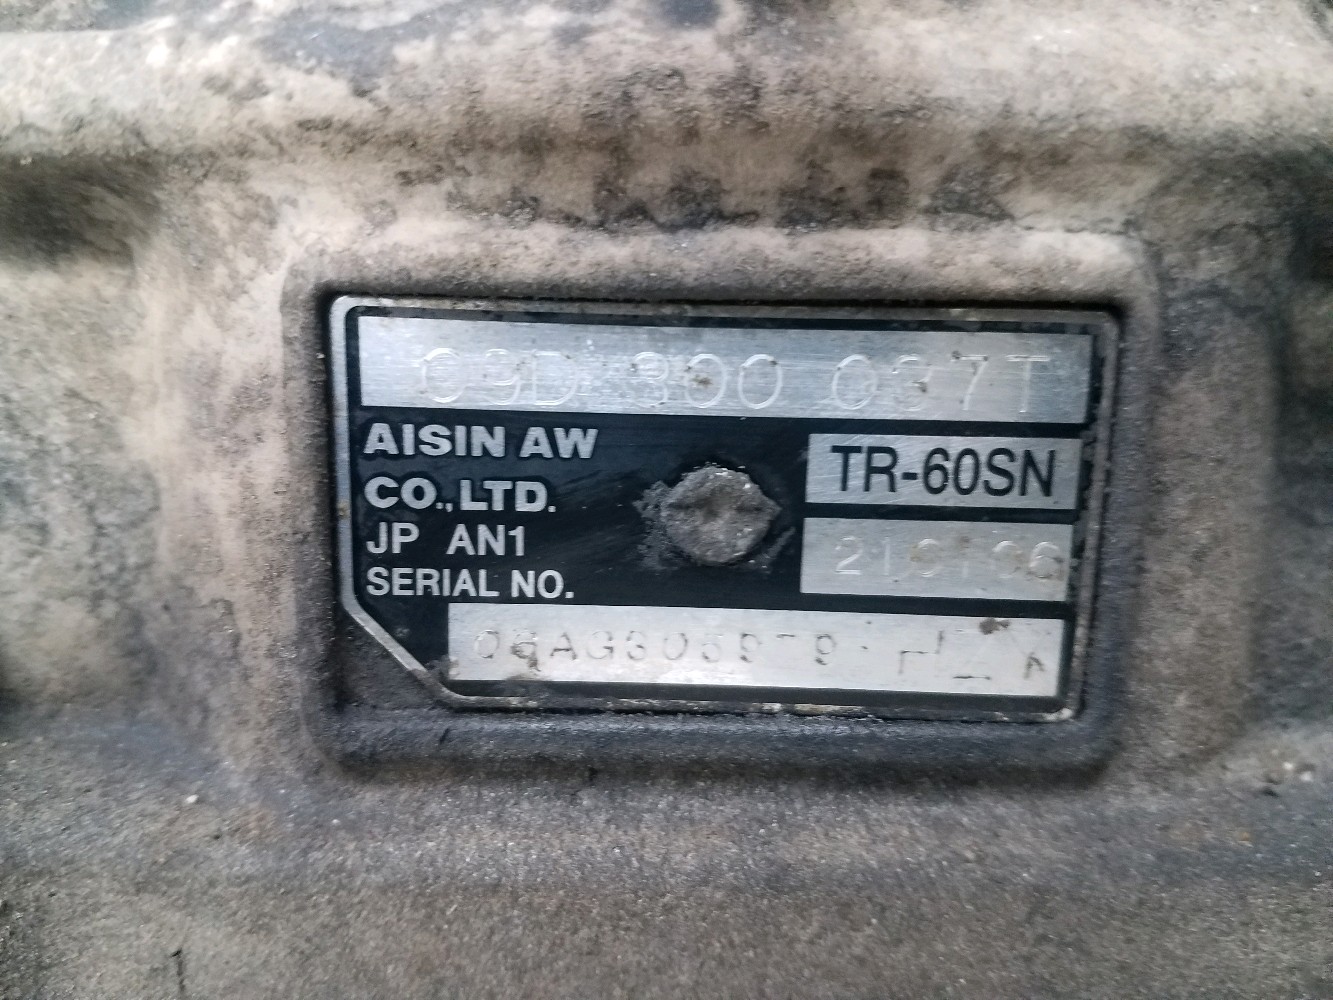 09D 300 037T
AISIN AW
CO.,LTD.
TR-60SN
JP AN1
SERIAL NO.